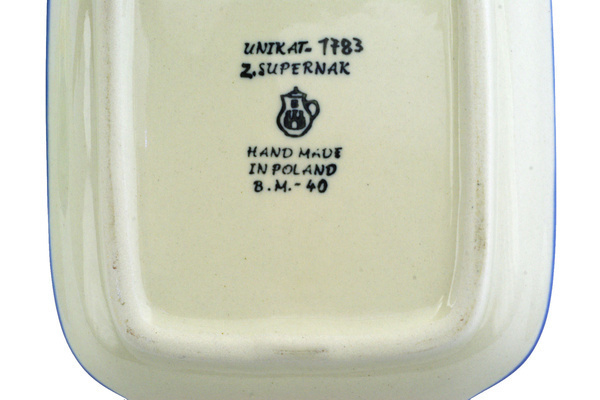 UNIKAT- 1783
Z.SUPERNAK
HAND MADE
IN POLAND
B.M.- 40